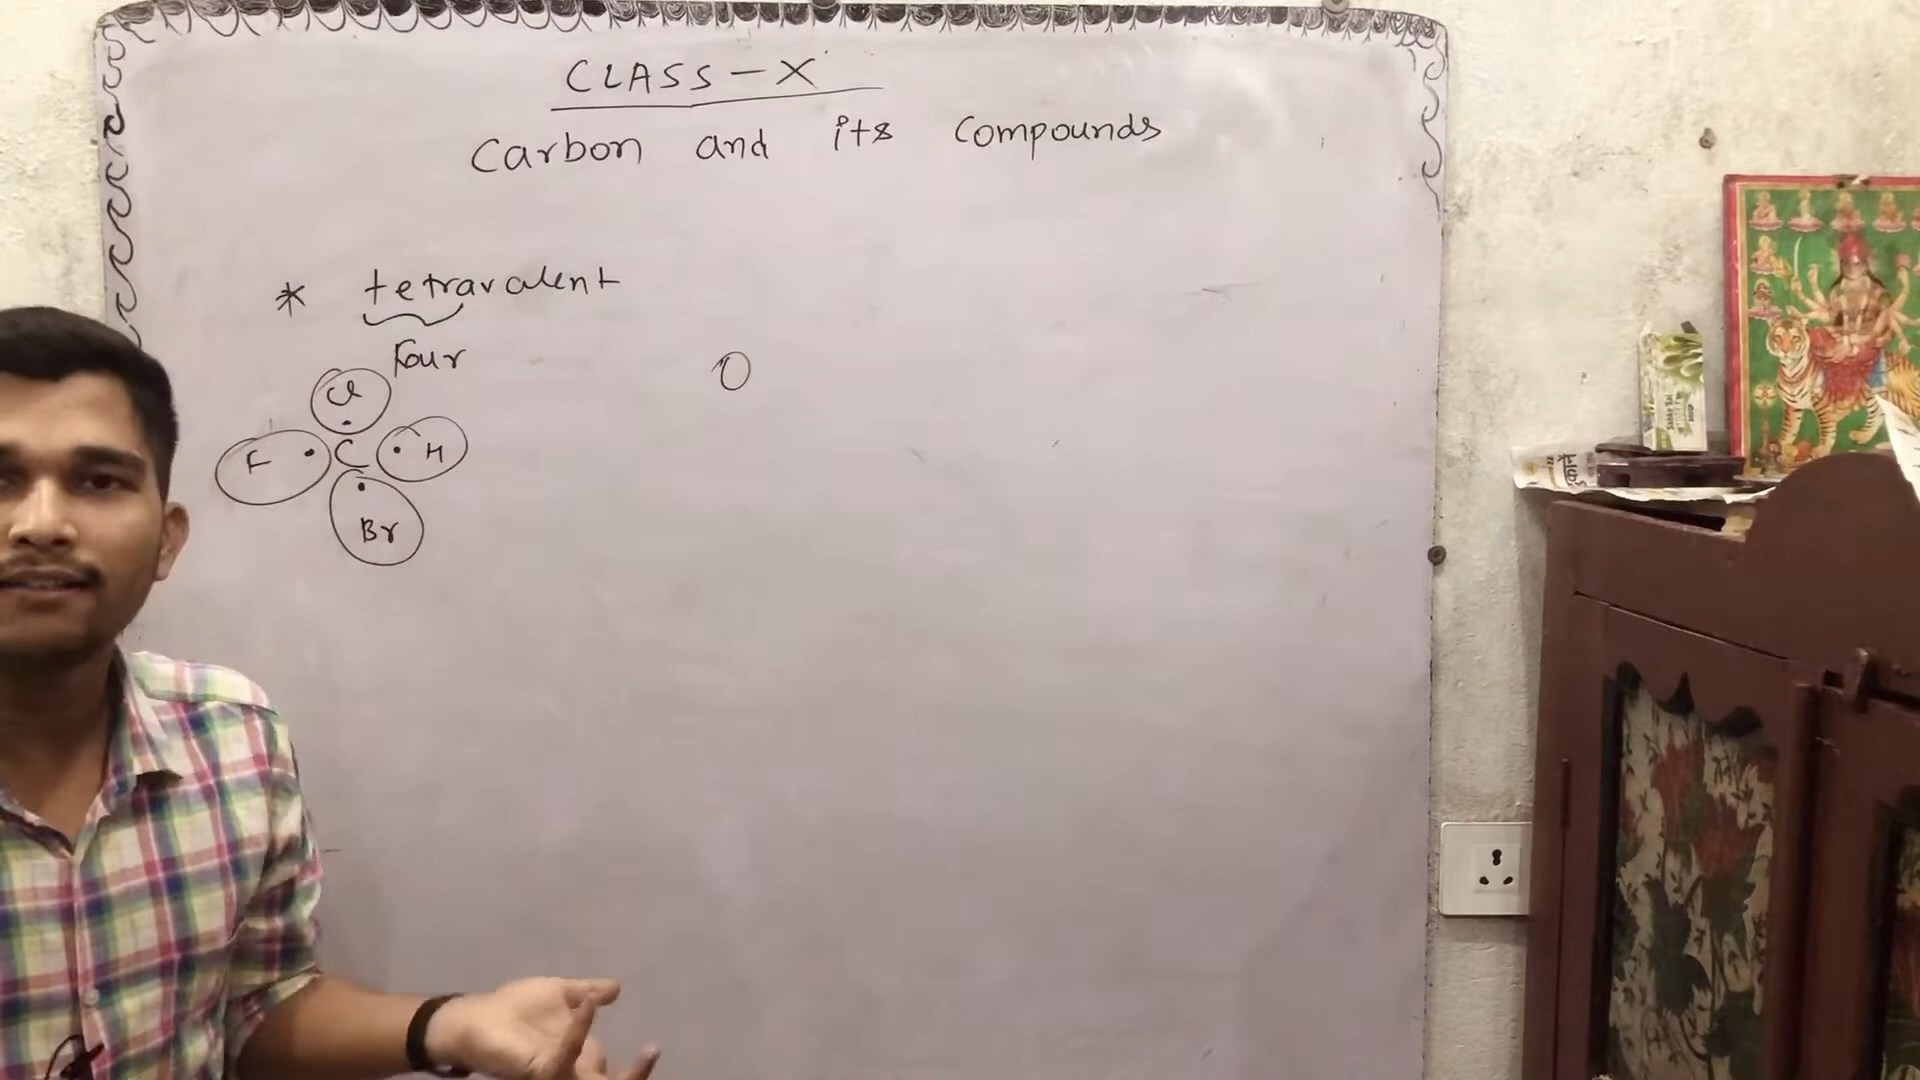 CLASS - X
Carbon and its Compounds
* tetravalent
Four
Cl
F C H
Br
O